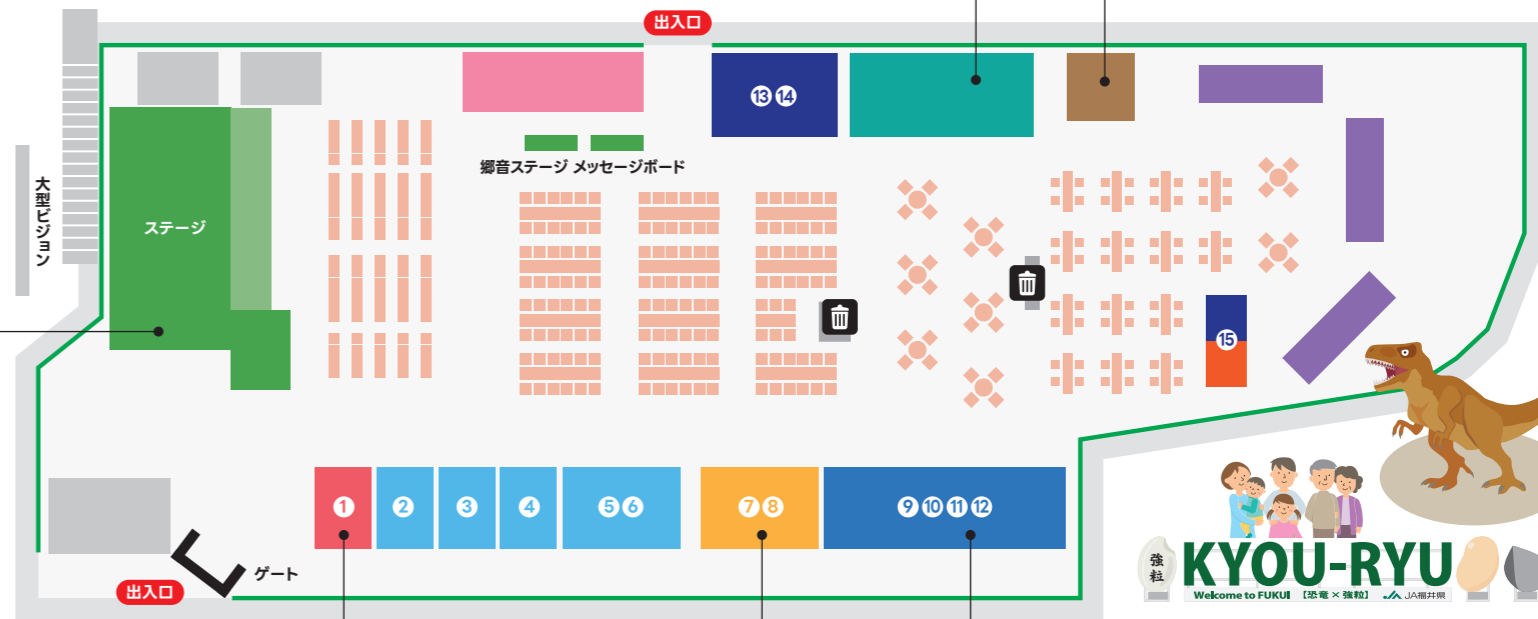 出入口
⑬⑭
郷音ステージ メッセージボード
大型ビジョン
ステージ
⑮
①
②
③
④
⑤⑥
⑦⑧
⑨⑩⑪⑫
ゲート
出入口
強粒
KYOU-RYU
Welcome to FUKUI 【恐竜×強粒】 JA福井県